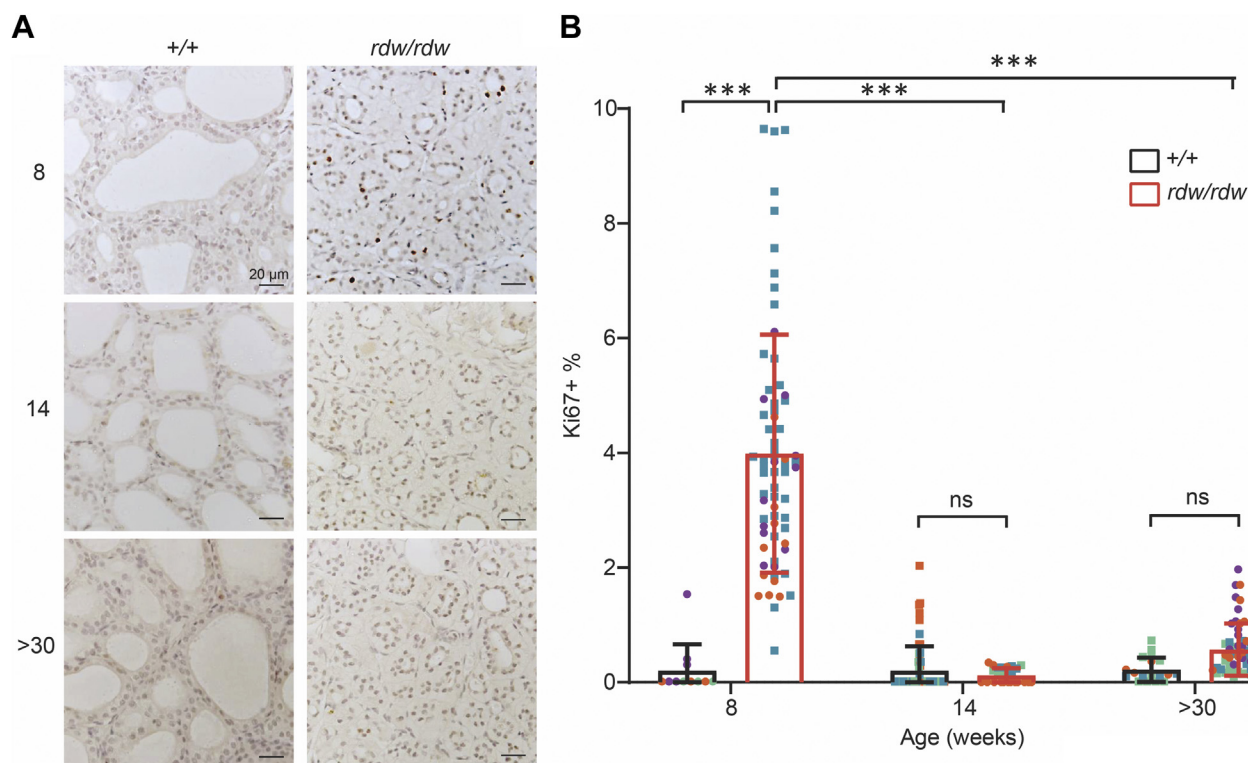 A
+/+
rdw/rdw
8
20 µm
14
>30
B
***
***
***
10
8
6
4
2
0
Ki67+ %
+/+
rdw/rdw
ns
ns
8
14
>30
Age (weeks)